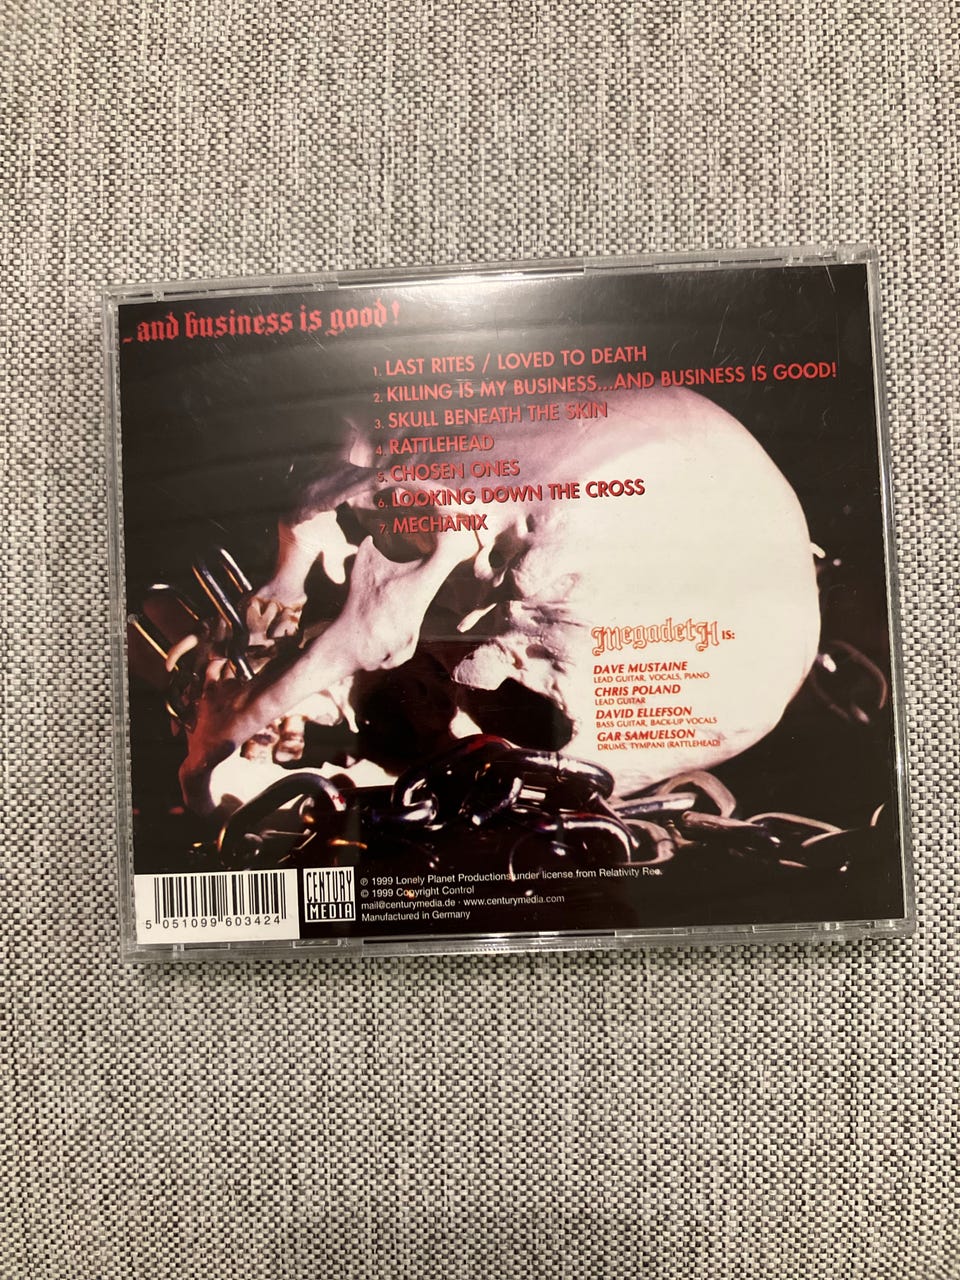 - and business is good!
1. LAST RITES / LOVED TO DEATH
2. KILLING IS MY BUSINESS...AND BUSINESS IS GOOD!
3. SKULL BENEATH THE SKIN
4. RATTLEHEAD
5. CHOSEN ONES
6. LOOKING DOWN THE CROSS
7. MECHANIX
MegadetH IS:
DAVE MUSTAINE
LEAD GUITAR, VOCALS, PIANO
CHRIS POLAND
LEAD GUITAR
DAVID ELLEFSON
BASS GUITAR, BACK-UP VOCALS
GAR SAMUELSON
DRUMS, TYMPANI (RATTLEHEAD)
5 051099 603424
CENTURY
MEDIA
℗ 1999 Lonely Planet Productions under license from Relativity Rec.
© 1999 Copyright Control
mail@centurymedia.de · www.centurymedia.com
Manufactured in Germany